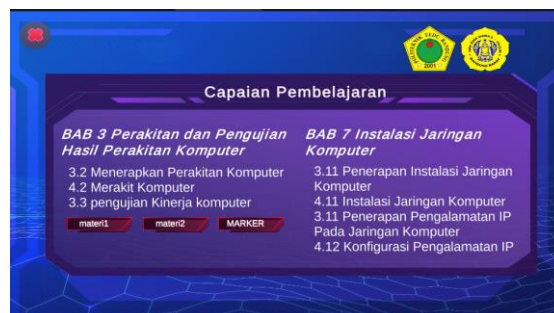 Capaian Pembelajaran
BAB 3 Perakitan dan Pengujian
Hasil Perakitan Komputer
3.2 Menerapkan Perakitan Komputer
4.2 Merakit Komputer
3.3 pengujian Kinerja komputer
materi1
materi2
MARKER
BAB 7 Instalasi Jaringan
Komputer
3.11 Penerapan Instalasi Jaringan
Komputer
4.11 Instalasi Jaringan Komputer
3.11 Penerapan Pengalamatan IP
Pada Jaringan Komputer
4.12 Konfigurasi Pengalamatan IP